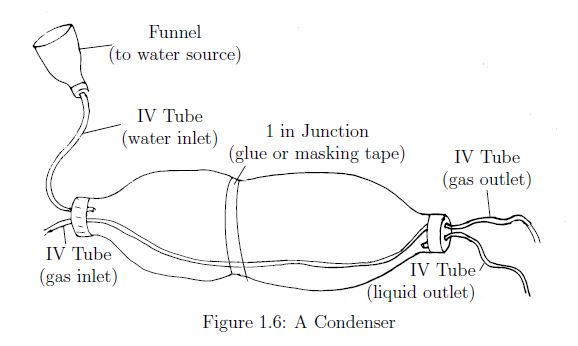 Funnel
(to water source)
IV Tube
(water inlet)
1 in Junction
(glue or masking tape)
IV Tube
(gas outlet)
IV Tube
(gas inlet)
IV Tube
(liquid outlet)
Figure 1.6: A Condenser